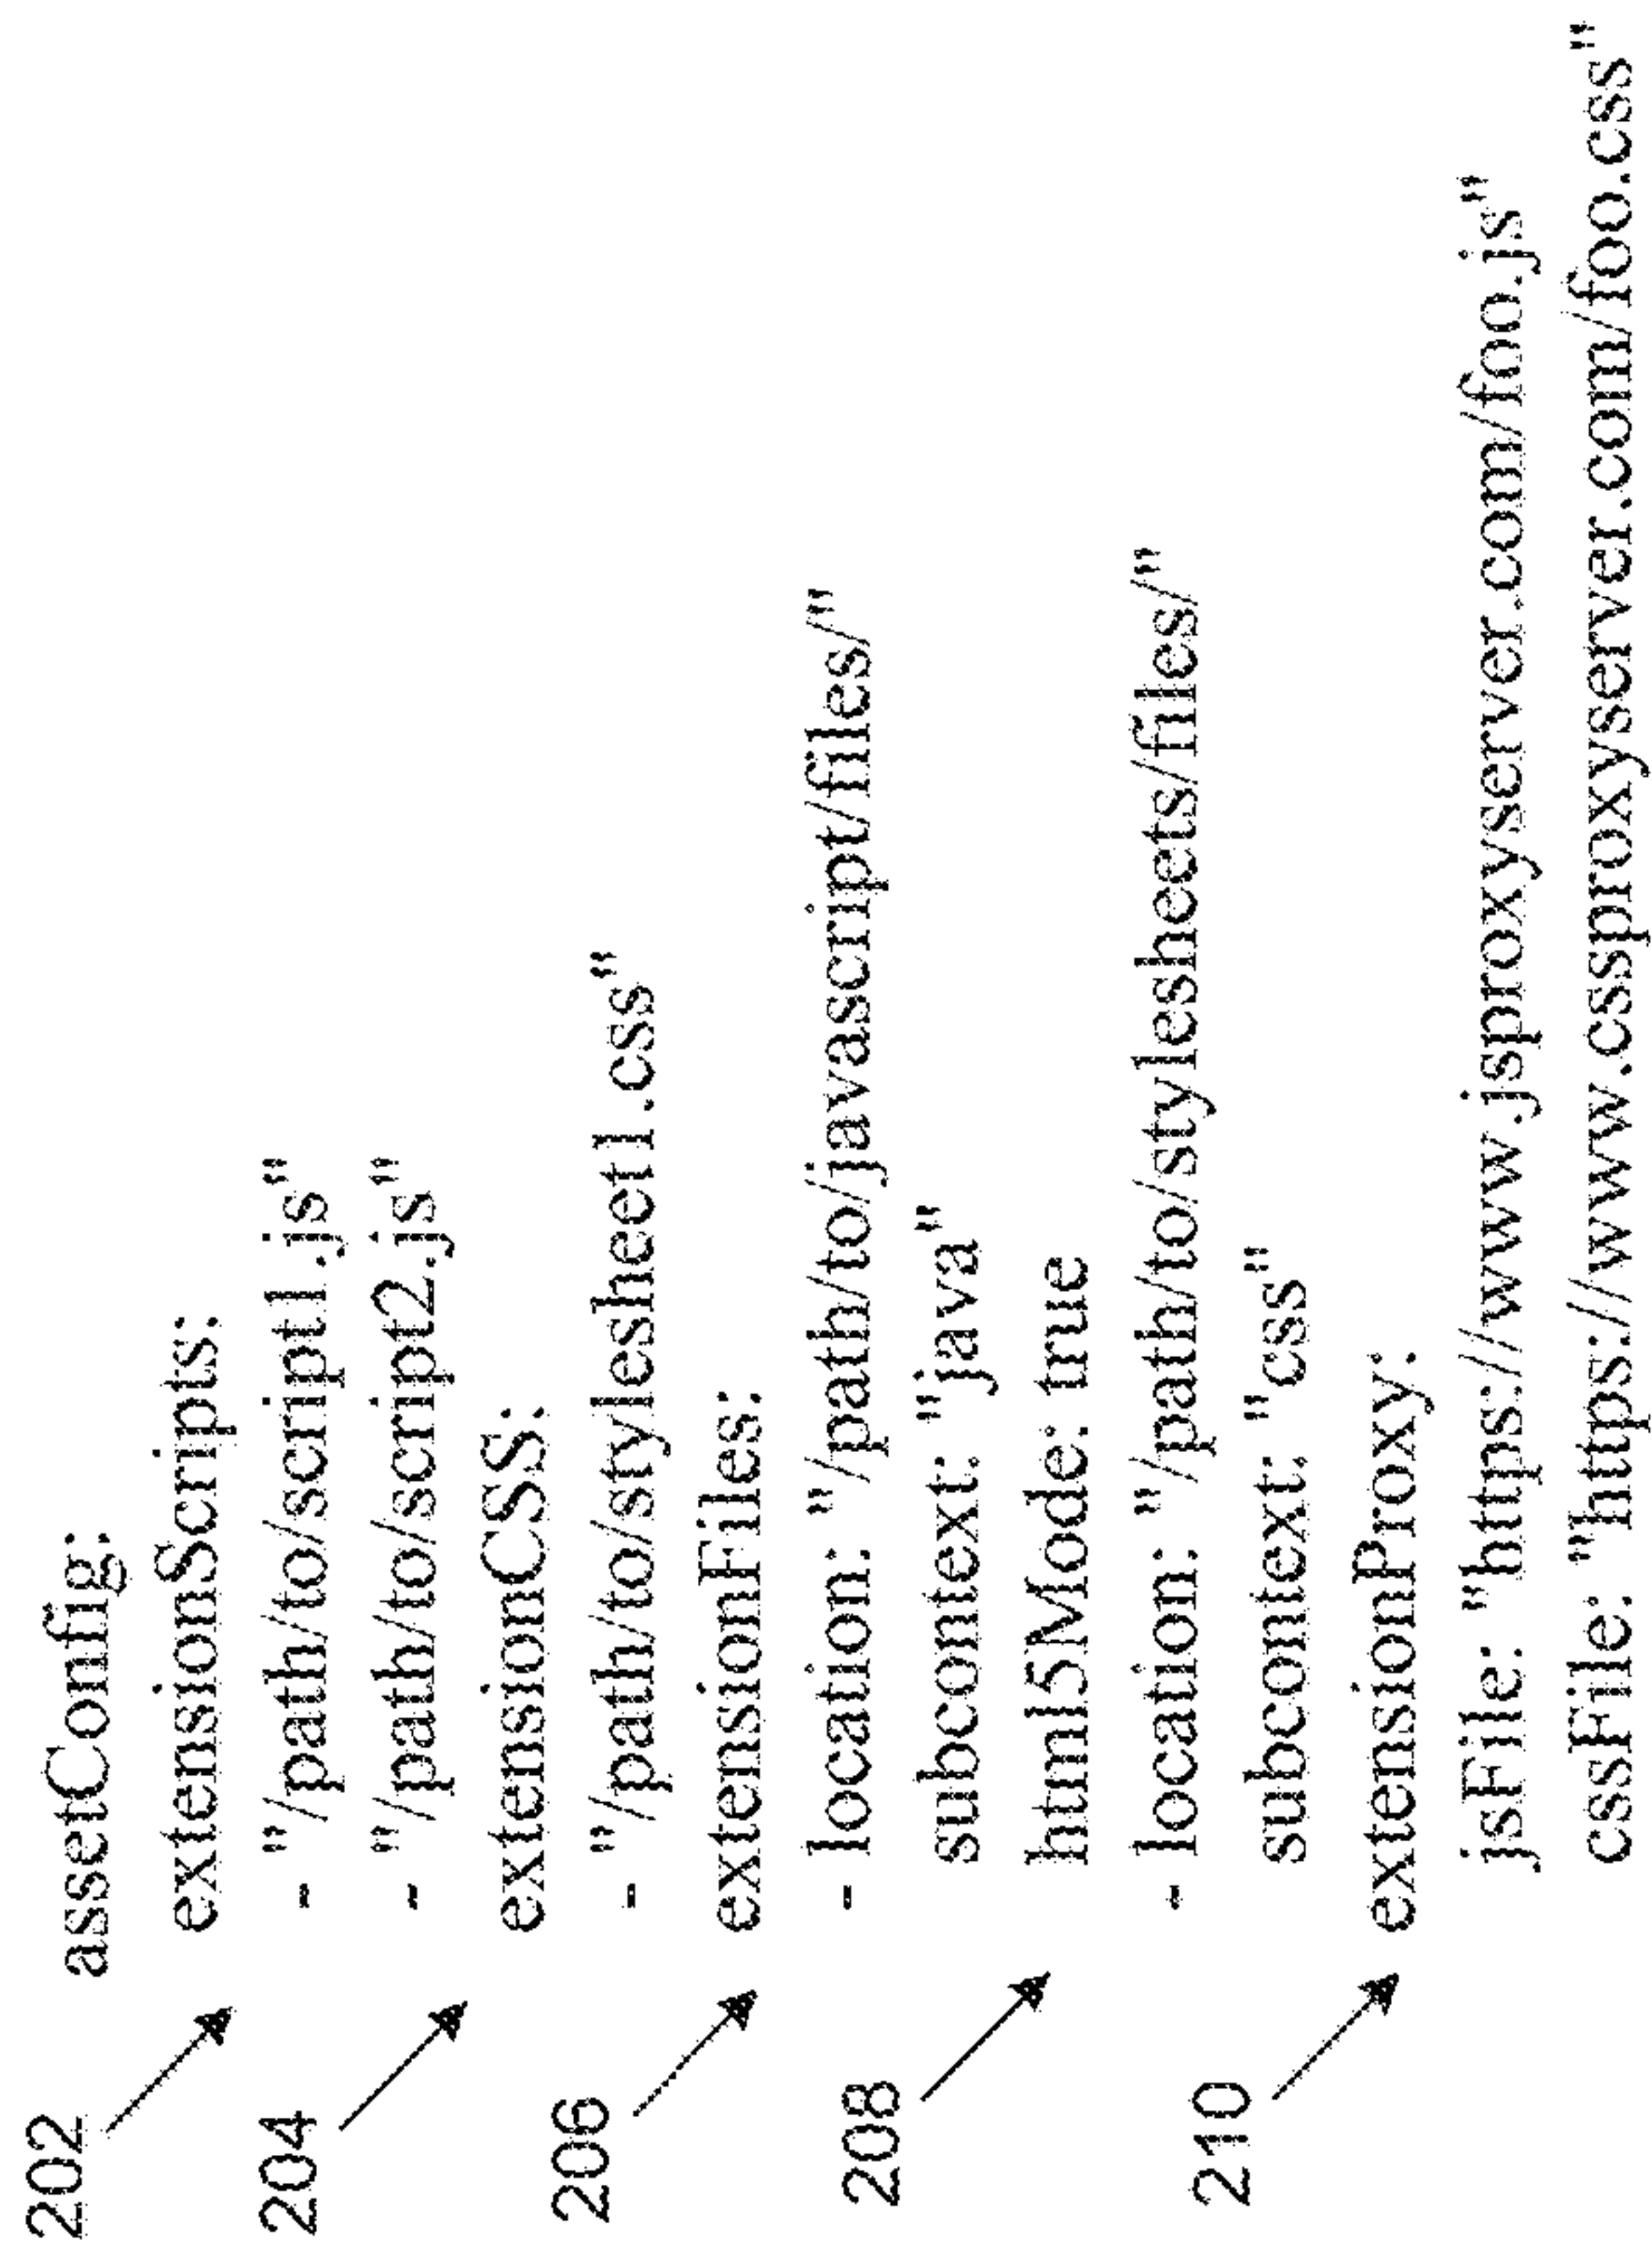 202
assetConfig:
extensionScripts:
- "/path/to/script1.js"
- "/path/to/script2.js"
204
extensionCSS:
- "/path/to/stylesheet1.css"
206
extensionFiles:
- location: "/path/to/javascript/files/"
subcontext: "java"
208
html5Mode: true
- location: "/path/to/stylesheets/files/"
subcontext: "css"
210
extensionProxy:
jsFile: "https://www.jsproxyserver.com/foo.js"
cssFile: "https://www.cssproxyserver.com/foo.css"